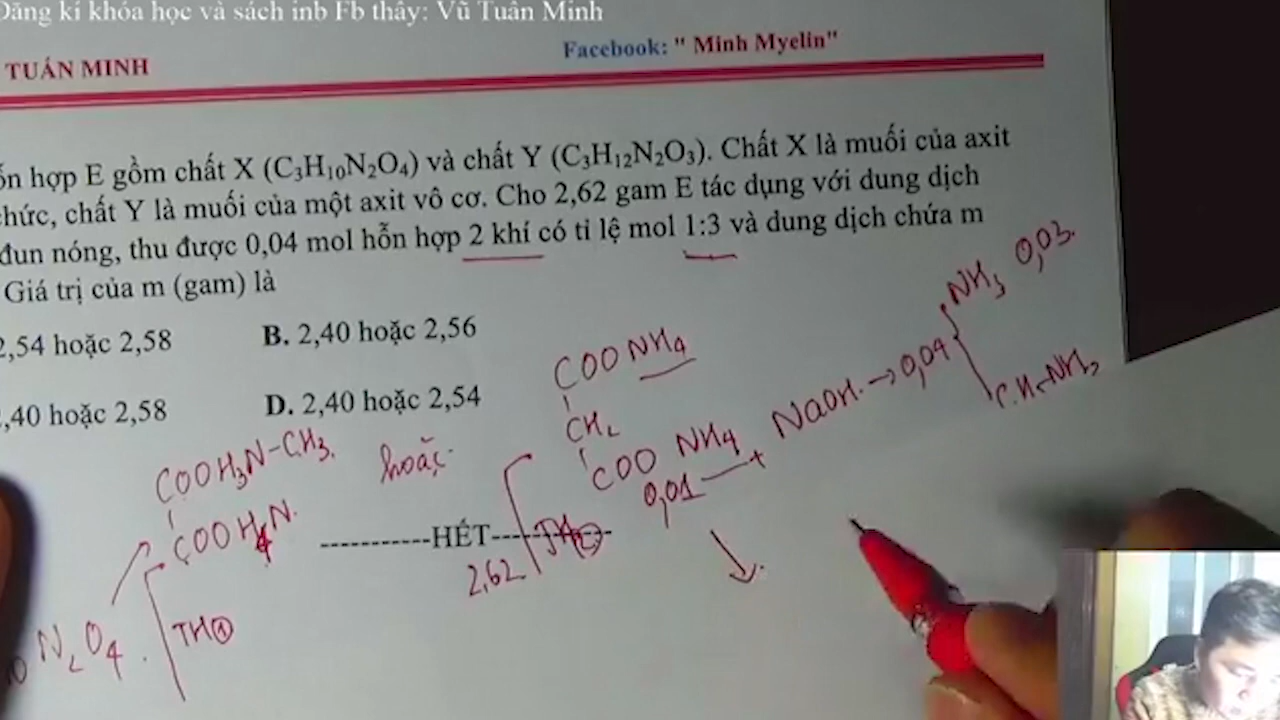 Đăng kí khóa học và sách inb Fb thầy: Vũ Tuấn Minh
TUẤN MINH
Facebook: " Minh Myelin"
ỗn hợp E gồm chất X (C₃H₁₀N₂O₄) và chất Y (C₃H₁₂N₂O₃). Chất X là muối của axit
chức, chất Y là muối của một axit vô cơ. Cho 2,62 gam E tác dụng với dung dịch
đun nóng, thu được 0,04 mol hỗn hợp 2 khí có tỉ lệ mol 1:3 và dung dịch chứa m
Giá trị của m (gam) là
2,54 hoặc 2,58
B. 2,40 hoặc 2,56
,40 hoặc 2,58
D. 2,40 hoặc 2,54
COONH₄
CH₂
COO NH₄ + NaOH → 0,04
NH₃ 0,03
CH₃NH₂
0,01
COOH₃N-CH₃
hoặc
COOH₄N
------------HẾT------------
2,62
TH②
TH①
N₂O₄